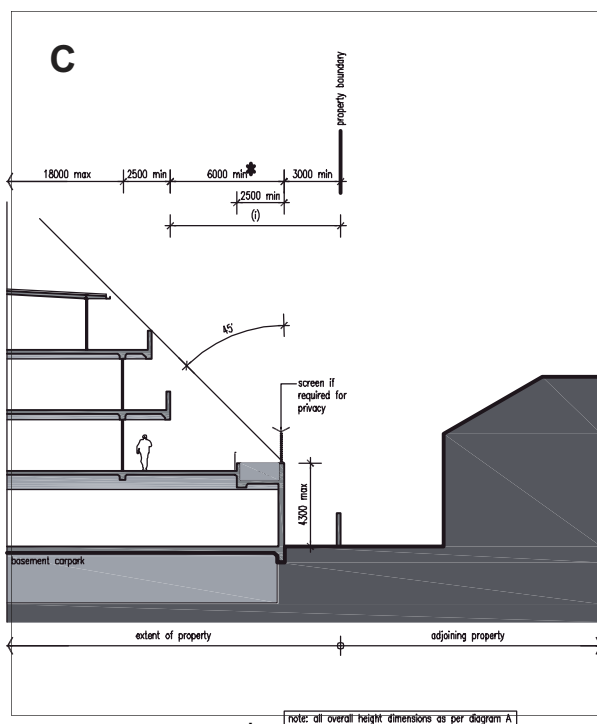 C
property boundary
18000 max
2500 min
6000 min*
3000 min
2500 min
(i)
45°
screen if
required for
privacy
4300 max
basement carpark
extent of property
adjoining property
note: all overall height dimensions as per diagram A